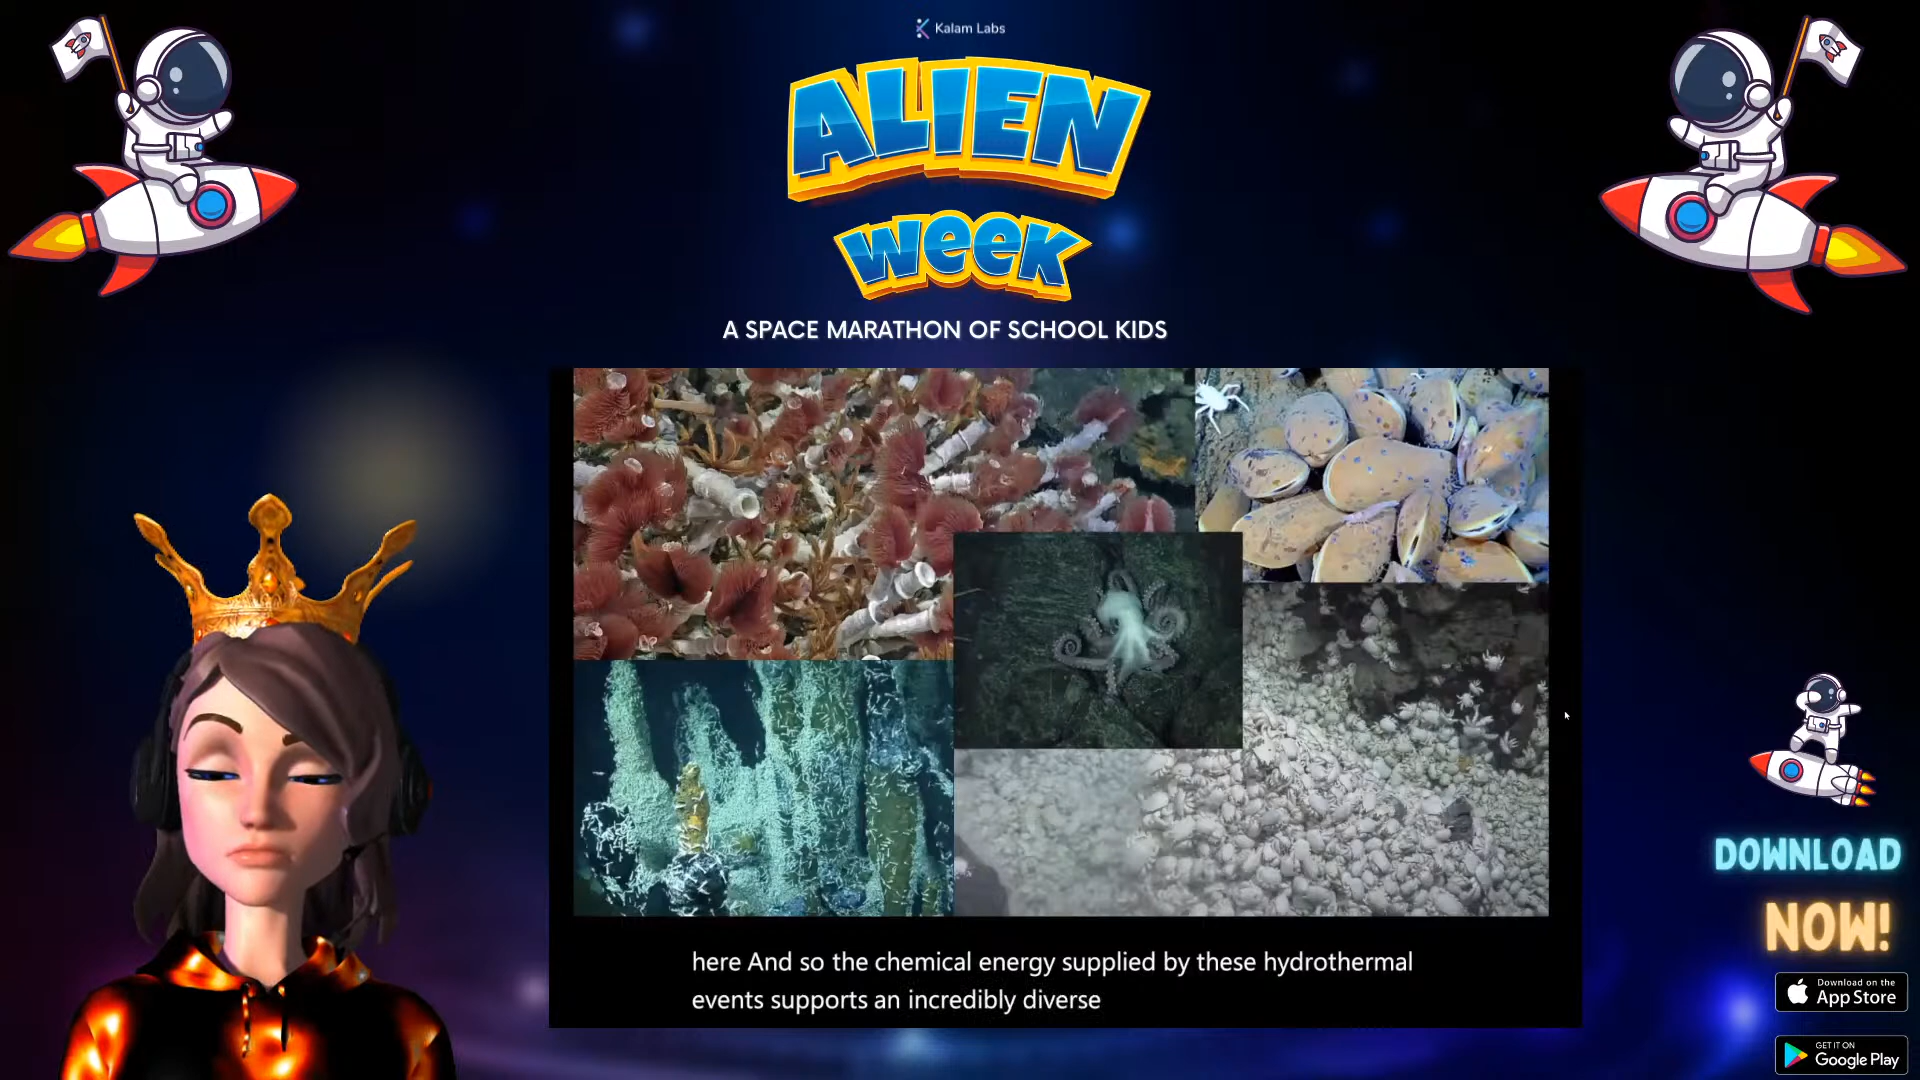 Kalam Labs
ALIEN
WEEK
A SPACE MARATHON OF SCHOOL KIDS
here And so the chemical energy supplied by these hydrothermal
events supports an incredibly diverse
DOWNLOAD
NOW!
Download on the
App Store
GET IT ON
Google Play